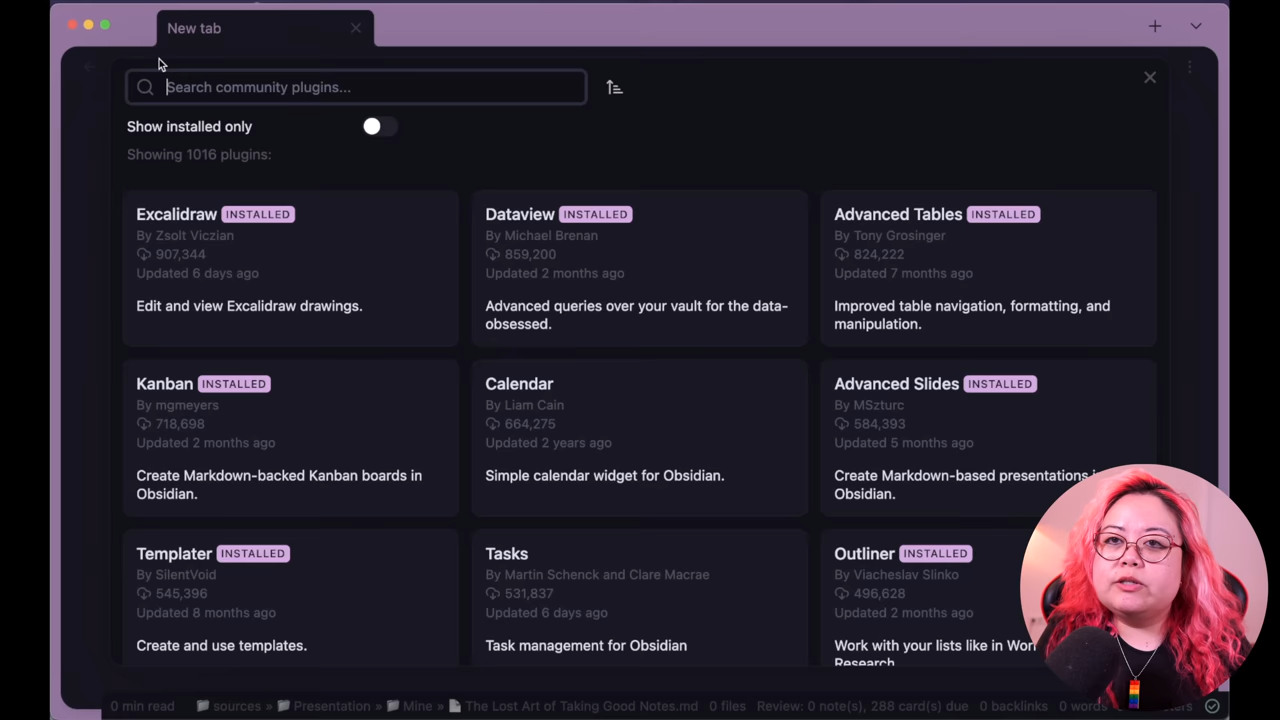 New tab
Search community plugins...
Show installed only
Showing 1016 plugins:
Excalidraw INSTALLED
By Zsolt Viczian
907,344
Updated 6 days ago
Edit and view Excalidraw drawings.
Dataview INSTALLED
By Michael Brenan
859,200
Updated 2 months ago
Advanced queries over your vault for the data-
obsessed.
Advanced Tables INSTALLED
By Tony Grosinger
824,222
Updated 7 months ago
Improved table navigation, formatting, and
manipulation.
Kanban INSTALLED
By mgmeyers
718,698
Updated 2 months ago
Create Markdown-backed Kanban boards in
Obsidian.
Calendar
By Liam Cain
664,275
Updated 2 years ago
Simple calendar widget for Obsidian.
Advanced Slides INSTALLED
By MSzturc
584,393
Updated 5 months ago
Create Markdown-based presentations
Obsidian.
Templater INSTALLED
By SilentVoid
545,396
Updated 8 months ago
Create and use templates.
Tasks
By Martin Schenck and Clare Macrae
531,837
Updated 6 days ago
Task management for Obsidian
Outliner INSTALLED
By Viacheslav Slinko
496,628
Updated 2 months ago
Work with your lists like in
Research
0 min read sources » Presentation » Mine » The Lost Art of Taking Good Notes.md 0 files Review: 0 note(s), 288 card(s) due 0 backlinks 0 words